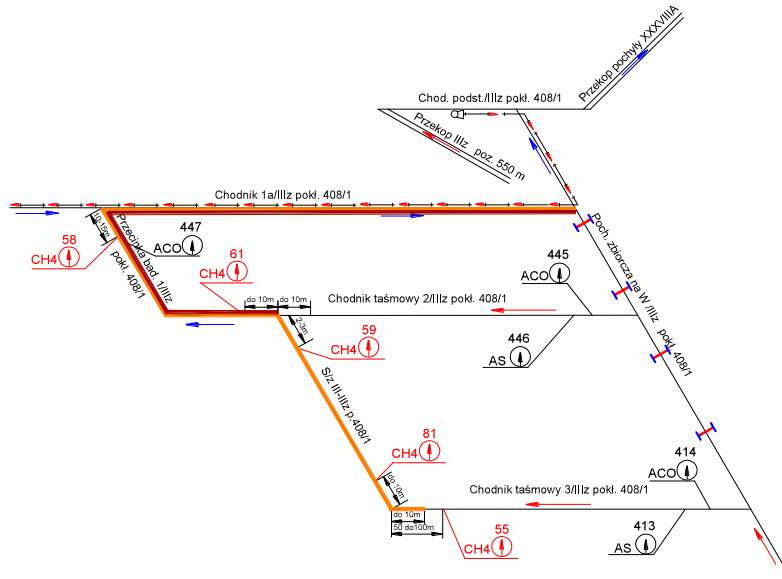 Przekop pochyły XXXVIIIA
Chod. podst./IIIz pokł. 408/1
Przekop IIIz poz. 550 m
Chodnik 1a/IIIz pokł. 408/1
10-15m
Przecinka bad. 1/IIIz
pokł. 408/1
447
ACO
58
CH4
61
CH4
445
ACO
Poch. zbiorcza na W /IIIz pokł. 408/1
do 10m
do 10m
Chodnik taśmowy 2/IIIz pokł. 408/1
2-3m
59
CH4
446
AS
S/z III-IIIz p.408/1
81
CH4
do 10m
414
ACO
Chodnik taśmowy 3/IIIz pokł. 408/1
do 10m
50 do100m
55
CH4
413
AS